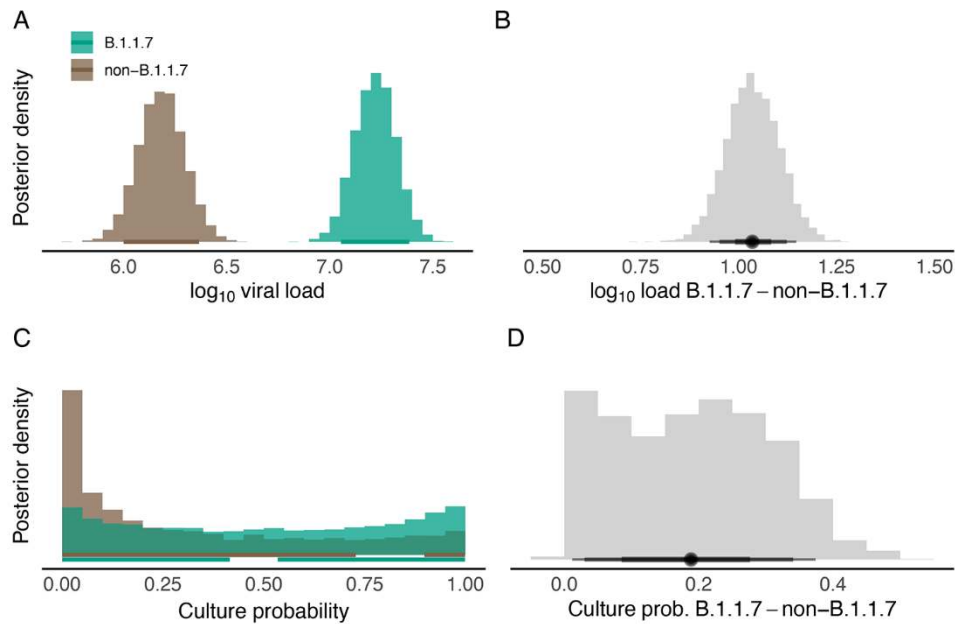 A
B.1.1.7
non−B.1.1.7
Posterior density
6.0 6.5 7.0 7.5
log₁₀ viral load
B
0.50 0.75 1.00 1.25 1.50
log₁₀ load B.1.1.7 − non−B.1.1.7
C
Posterior density
0.00 0.25 0.50 0.75 1.00
Culture probability
D
0.0 0.2 0.4
Culture prob. B.1.1.7 − non−B.1.1.7